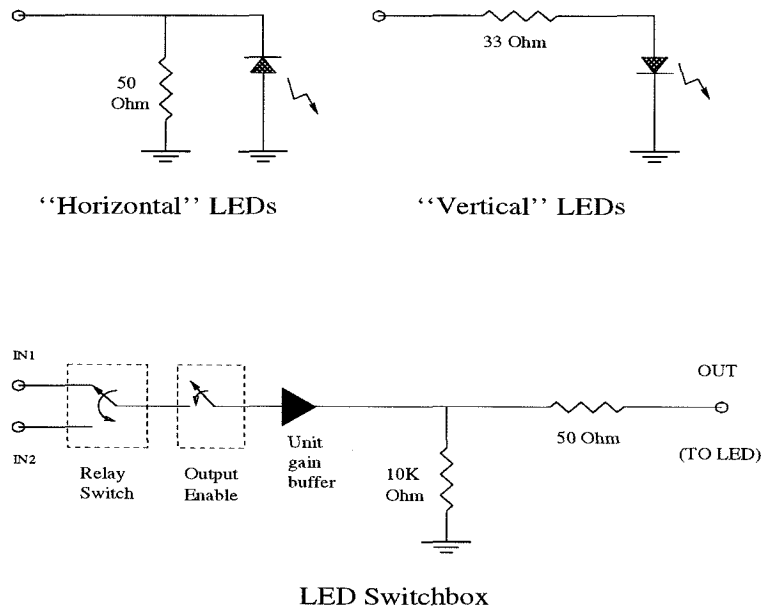 33 Ohm
50
Ohm
‘‘Horizontal’’ LEDs
‘‘Vertical’’ LEDs
IN1
OUT
50 Ohm
(TO LED)
IN2
Relay
Switch
Output
Enable
Unit
gain
buffer
10K
Ohm
LED Switchbox